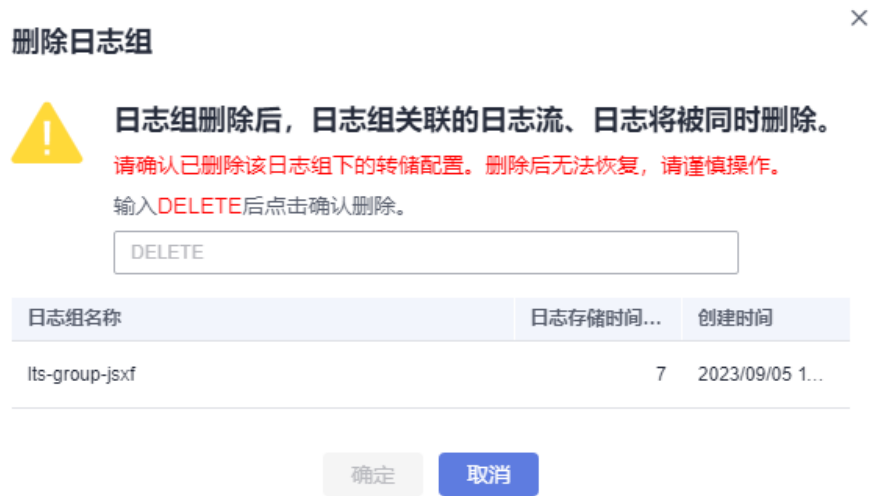 删除日志组
日志组删除后，日志组关联的日志流、日志将被同时删除。
请确认已删除该日志组下的转储配置。删除后无法恢复，请谨慎操作。
输入DELETE后点击确认删除。
DELETE
日志组名称 日志存储时间... 创建时间
lts-group-jsxf 7 2023/09/05 1...
确定 取消